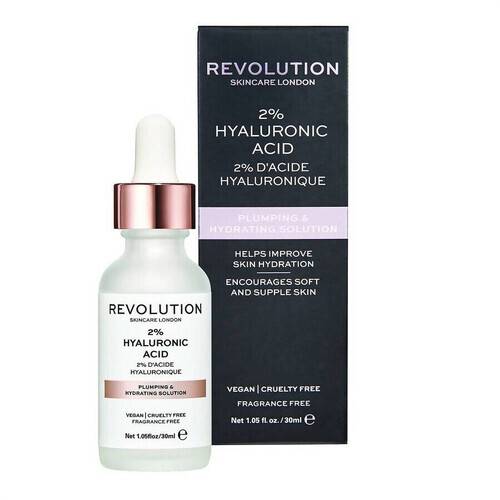 REVOLUTION
SKINCARE LONDON
2%
HYALURONIC
ACID
2% D'ACIDE
HYALURONIQUE
PLUMPING &
HYDRATING SOLUTION
HELPS IMPROVE
SKIN HYDRATION
ENCOURAGES SOFT
AND SUPPLE SKIN
VEGAN | CRUELTY FREE
FRAGRANCE FREE
Net 1.05 fl. oz. / 30ml ℮
REVOLUTION
SKINCARE LONDON
2%
HYALURONIC
ACID
2% D'ACIDE
HYALURONIQUE
PLUMPING &
HYDRATING SOLUTION
VEGAN | CRUELTY FREE
FRAGRANCE FREE
Net 1.05floz/30ml ℮